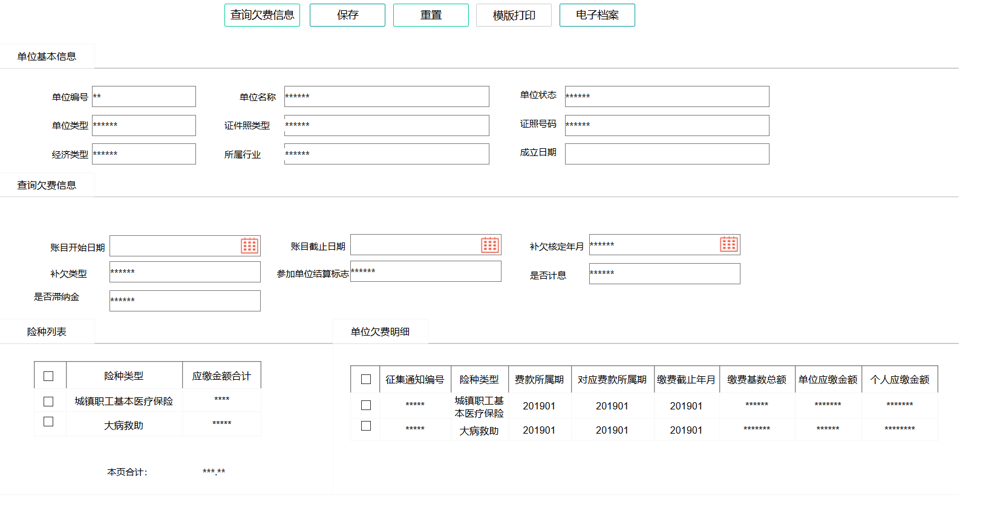 查询欠费信息 保存 重置 模版打印 电子档案
单位基本信息
单位编号 ** 单位名称 ****** 单位状态 ******
单位类型 ****** 证件照类型 ****** 证照号码 ******
经济类型 ****** 所属行业 ****** 成立日期
查询欠费信息
账目开始日期 账目截止日期 补欠核定年月 ******
补欠类型 ****** 参加单位结算标志 ****** 是否计息 ******
是否滞纳金 ******
险种列表 单位欠费明细
险种类型 应缴金额合计
城镇职工基本医疗保险 ****
大病救助 *****
本页合计： ***.**
征集通知编号 险种类型 费款所属期 对应费款所属期 缴费截止年月 缴费基数总额 单位应缴金额 个人应缴金额
***** 城镇职工基 201901 201901 201901 ****** ******* *******
本医疗保险
***** 大病救助 201901 201901 201901 ******* ****** ********